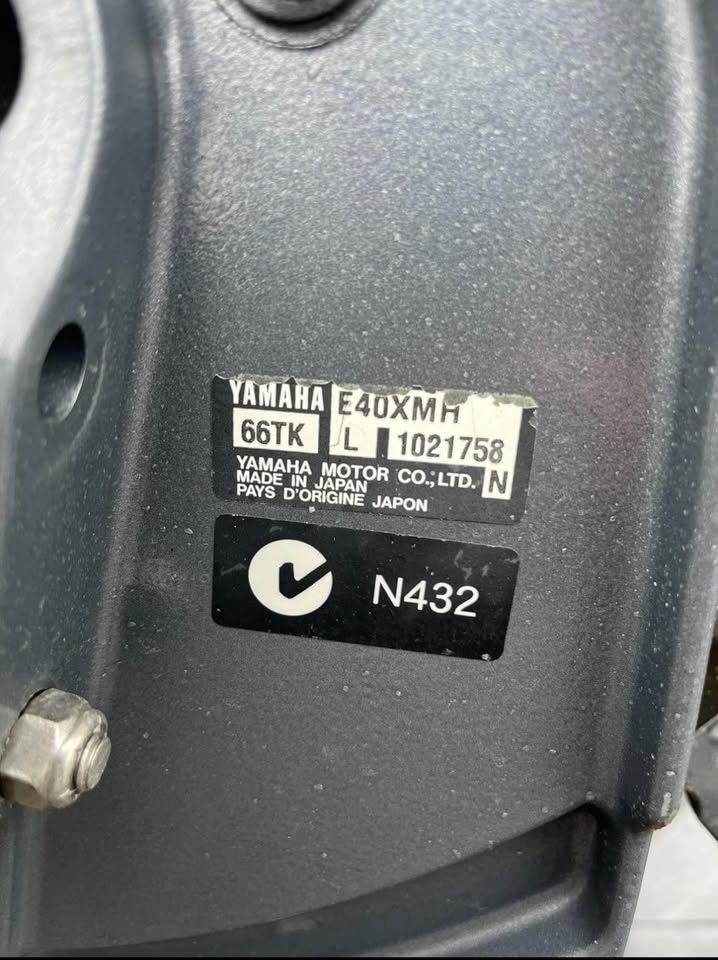 YAMAHA E40XMH
66TK L 1021758
YAMAHA MOTOR CO.,LTD. N
MADE IN JAPAN
PAYS D'ORIGINE JAPON
N432